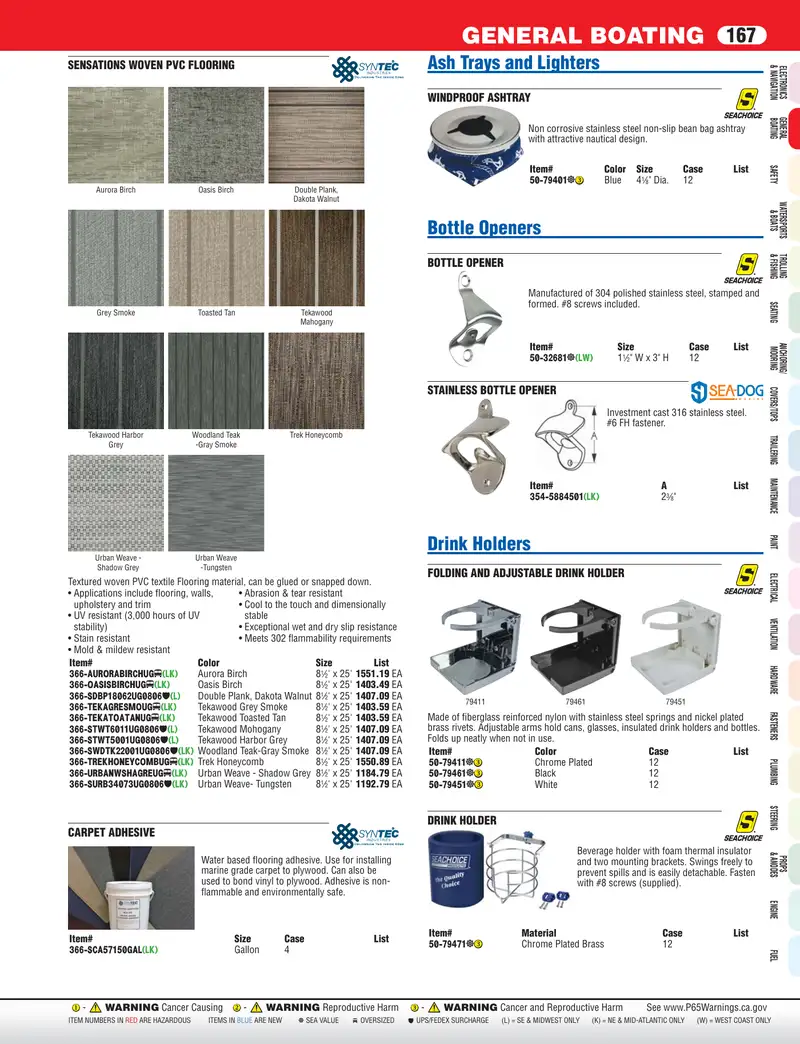 GENERAL BOATING 167
SENSATIONS WOVEN PVC FLOORING
SYNTEC
INDUSTRIES
Aurora Birch
Oasis Birch
Double Plank,
Dakota Walnut
Grey Smoke
Toasted Tan
Tekawood
Mahogany
Tekawood Harbor
Grey
Woodland Teak
-Gray Smoke
Trek Honeycomb
Urban Weave -
Shadow Grey
Urban Weave
-Tungsten
Textured woven PVC textile Flooring material, can be glued or snapped down.
• Applications include flooring, walls,
upholstery and trim
• UV resistant (3,000 hours of UV
stability)
• Stain resistant
• Mold & mildew resistant
• Abrasion & tear resistant
• Cool to the touch and dimensionally
stable
• Exceptional wet and dry slip resistance
• Meets 302 flammability requirements
Item# Color Size List
366-AURORABIRCHUG(LK) Aurora Birch 8½' x 25' 1551.19 EA
366-OASISBIRCHUG(LK) Oasis Birch 8½' x 25' 1403.49 EA
366-SDBP18062UG0806(L) Double Plank, Dakota Walnut 8½' x 25' 1407.09 EA
366-TEKAGRESMOUG(LK) Tekawood Grey Smoke 8½' x 25' 1403.59 EA
366-TEKATOATANUG(LK) Tekawood Toasted Tan 8½' x 25' 1403.59 EA
366-STWT6011UG0806(L) Tekawood Mohogany 8½' x 25' 1407.09 EA
366-STWT5001UG0806(L) Tekawood Harbor Grey 8½' x 25' 1407.09 EA
366-SWDTK22001UG0806(LK) Woodland Teak-Gray Smoke 8½' x 25' 1407.09 EA
366-TREKHONEYCOMBUG(LK) Trek Honeycomb 8½' x 25' 1550.89 EA
366-URBANWSHAGREUG(LK) Urban Weave - Shadow Grey 8½' x 25' 1184.79 EA
366-SURB34073UG0806(LK) Urban Weave- Tungsten 8½' x 25' 1192.79 EA
CARPET ADHESIVE
SYNTEC
INDUSTRIES
Water based flooring adhesive. Use for installing
marine grade carpet to plywood. Can also be
used to bond vinyl to plywood. Adhesive is non-
flammable and environmentally safe.
Item# Size Case List
366-SCA57150GAL(LK) Gallon 4
Ash Trays and Lighters
WINDPROOF ASHTRAY
S
SEACHOICE
Non corrosive stainless steel non-slip bean bag ashtray
with attractive nautical design.
Item# Color Size Case List
50-79401 3 Blue 4½" Dia. 12
Bottle Openers
BOTTLE OPENER
S
SEACHOICE
Manufactured of 304 polished stainless steel, stamped and
formed. #8 screws included.
Item# Size Case List
50-32681(LW) 1½" W x 3" H 12
STAINLESS BOTTLE OPENER
SEA-DOG
A
Investment cast 316 stainless steel.
#6 FH fastener.
Item# A List
354-5884501(LK)
Drink Holders
FOLDING AND ADJUSTABLE DRINK HOLDER
S
SEACHOICE
79411
79461
79451
Made of fiberglass reinforced nylon with stainless steel springs and nickel plated
brass rivets. Adjustable arms hold cans, glasses, insulated drink holders and bottles.
Folds up neatly when not in use.
Item# Color Case List
50-79411 3 Chrome Plated 12
50-79461 3 Black 12
50-79451 3 White 12
DRINK HOLDER
S
SEACHOICE
SEACHOICE
The Quality
Choice
Beverage holder with foam thermal insulator
and two mounting brackets. Swings freely to
prevent spills and is easily detachable. Fasten
with #8 screws (supplied).
Item# Material Case List
50-79471 3 Chrome Plated Brass 12
ELECTRONICS
& NAVIGATION
GENERAL
BOATING
SAFETY
WATERSPORTS
& BOATS
TROLLING
& FISHING
SEATING
ANCHORING/
MOORING
COVERS/TOPS
TRAILERING
MAINTENANCE
PAINT
ELECTRICAL
VENTILATION
HARDWARE
FASTENERS
PLUMBING
STEERING
PROPS
& ANODES
ENGINE
FUEL
1 - WARNING Cancer Causing 2 - WARNING Reproductive Harm 3 - WARNING Cancer and Reproductive Harm See www.P65Warnings.ca.gov
ITEM NUMBERS IN RED ARE HAZARDOUS ITEMS IN BLUE ARE NEW SEA VALUE OVERSIZED UPS/FEDEX SURCHARGE (L) = SE & MIDWEST ONLY (K) = NE & MID-ATLANTIC ONLY (W) = WEST COAST ONLY